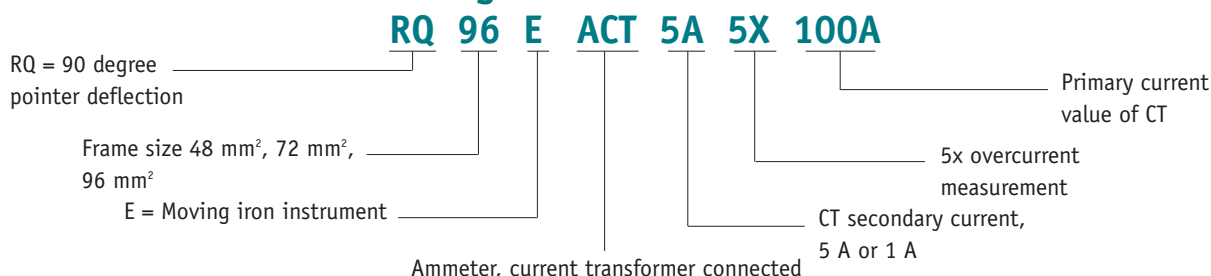 RQ 96 E ACT 5A 5X 100A
RQ = 90 degree
pointer deflection
Primary current
value of CT
Frame size 48 mm², 72 mm²,
96 mm²
5x overcurrent
measurement
E = Moving iron instrument
CT secondary current,
5 A or 1 A
Ammeter, current transformer connected